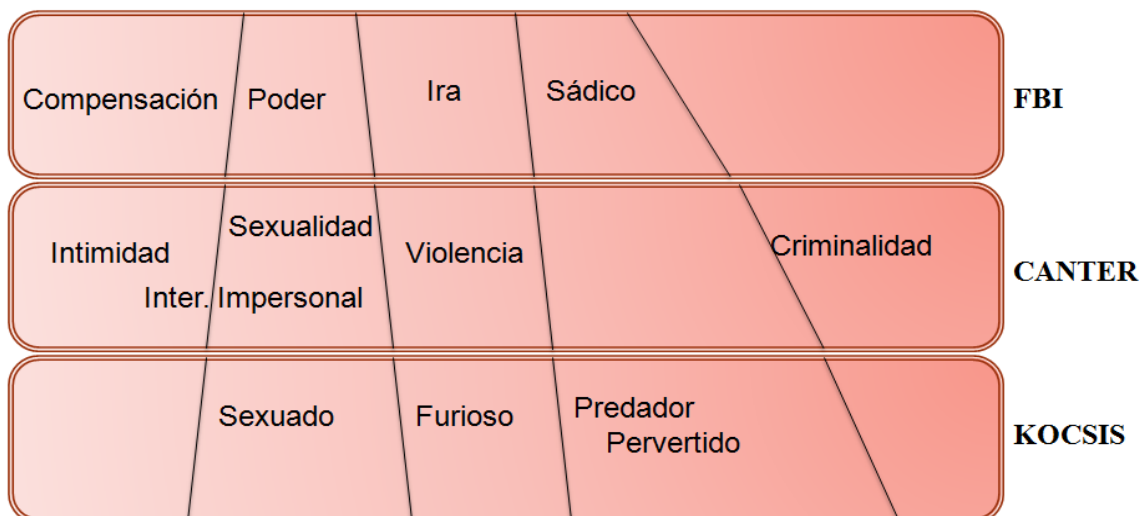 Compensación
Poder
Ira
Sádico
FBI
Intimidad
Sexualidad
Inter. Impersonal
Violencia
Criminalidad
CANTER
Sexuado
Furioso
Predador
Pervertido
KOCSIS